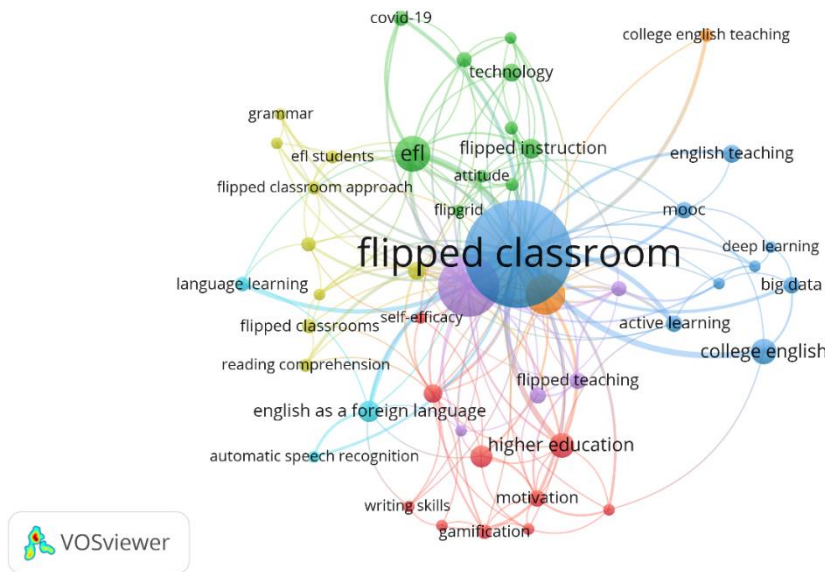 covid-19
college english teaching
technology
grammar
flipped instruction
efl
english teaching
efl students
attitude
flipped classroom approach
flipgrid
mooc
flipped classroom
deep learning
language learning
big data
self-efficacy
flipped classrooms
active learning
college english
reading comprehension
flipped teaching
english as a foreign language
higher education
automatic speech recognition
motivation
writing skills
gamification
VOSviewer